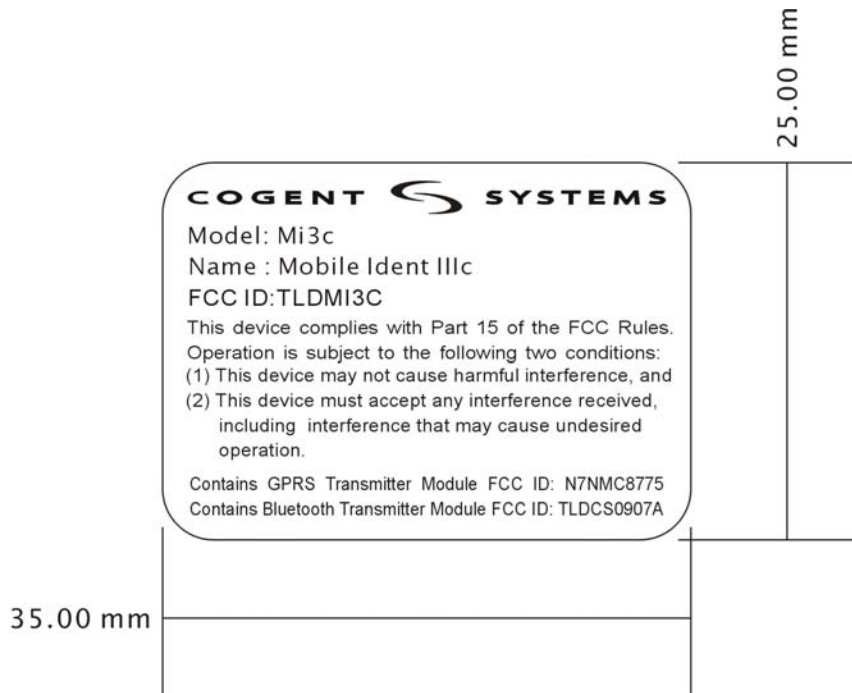 25.00 mm
COGENT SYSTEMS
Model: Mi3c
Name : Mobile Ident IIIc
FCC ID:TLDMI3C
This device complies with Part 15 of the FCC Rules.
Operation is subject to the following two conditions:
(1) This device may not cause harmful interference, and
(2) This device must accept any interference received,
including interference that may cause undesired
operation.
Contains GPRS Transmitter Module FCC ID: N7NMC8775
Contains Bluetooth Transmitter Module FCC ID: TLDCS0907A
35.00 mm